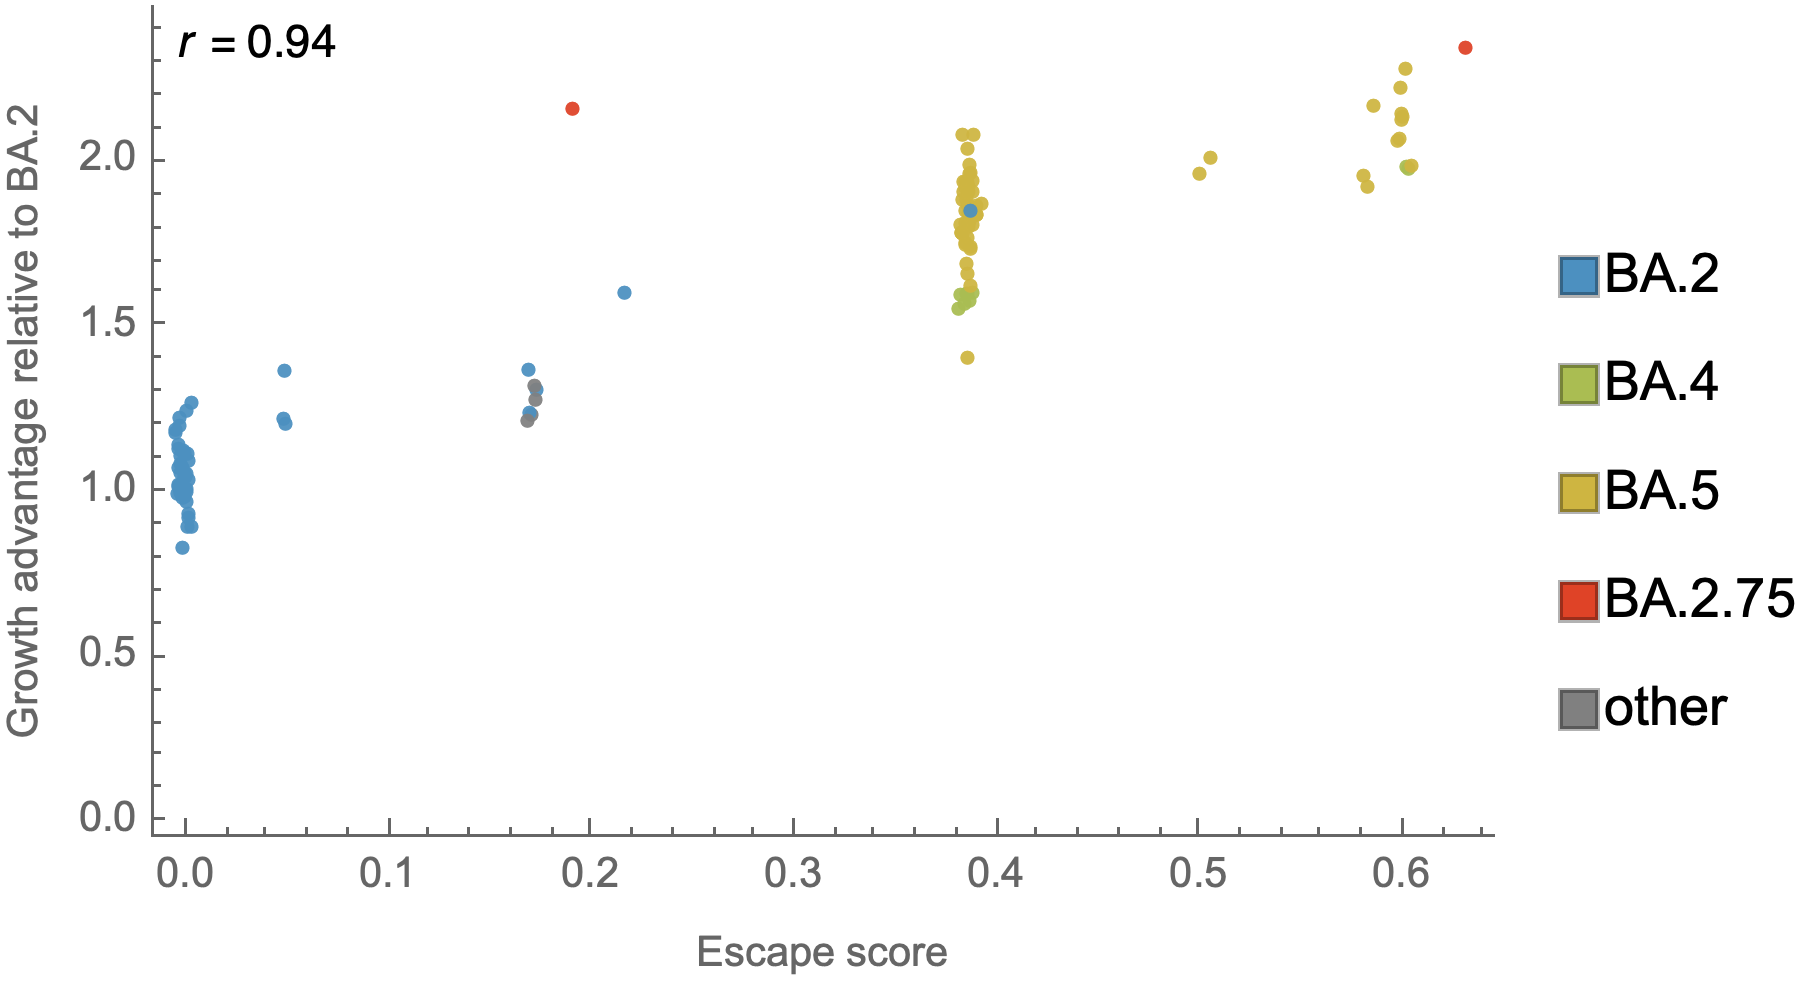 r = 0.94
Growth advantage relative to BA.2
2.0
1.5
1.0
0.5
0.0
0.0 0.1 0.2 0.3 0.4 0.5 0.6
Escape score
BA.2
BA.4
BA.5
BA.2.75
other